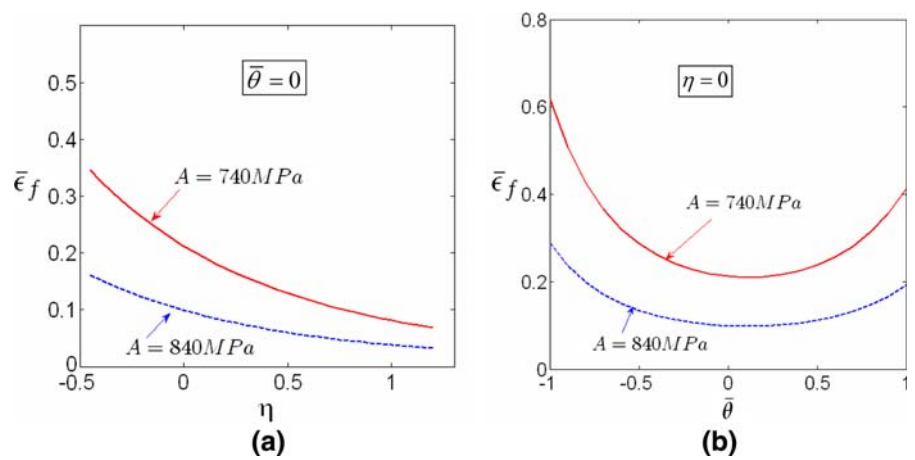 0.5
0.4
0.3
0.2
0.1
0
ε̄f
θ̄ = 0
A = 740MPa
A = 840MPa
-0.5 0 0.5 1
η
(a)
0.8
0.6
0.4
0.2
0
ε̄f
η = 0
A = 740MPa
A = 840MPa
-1 -0.5 0 0.5 1
θ̄
(b)